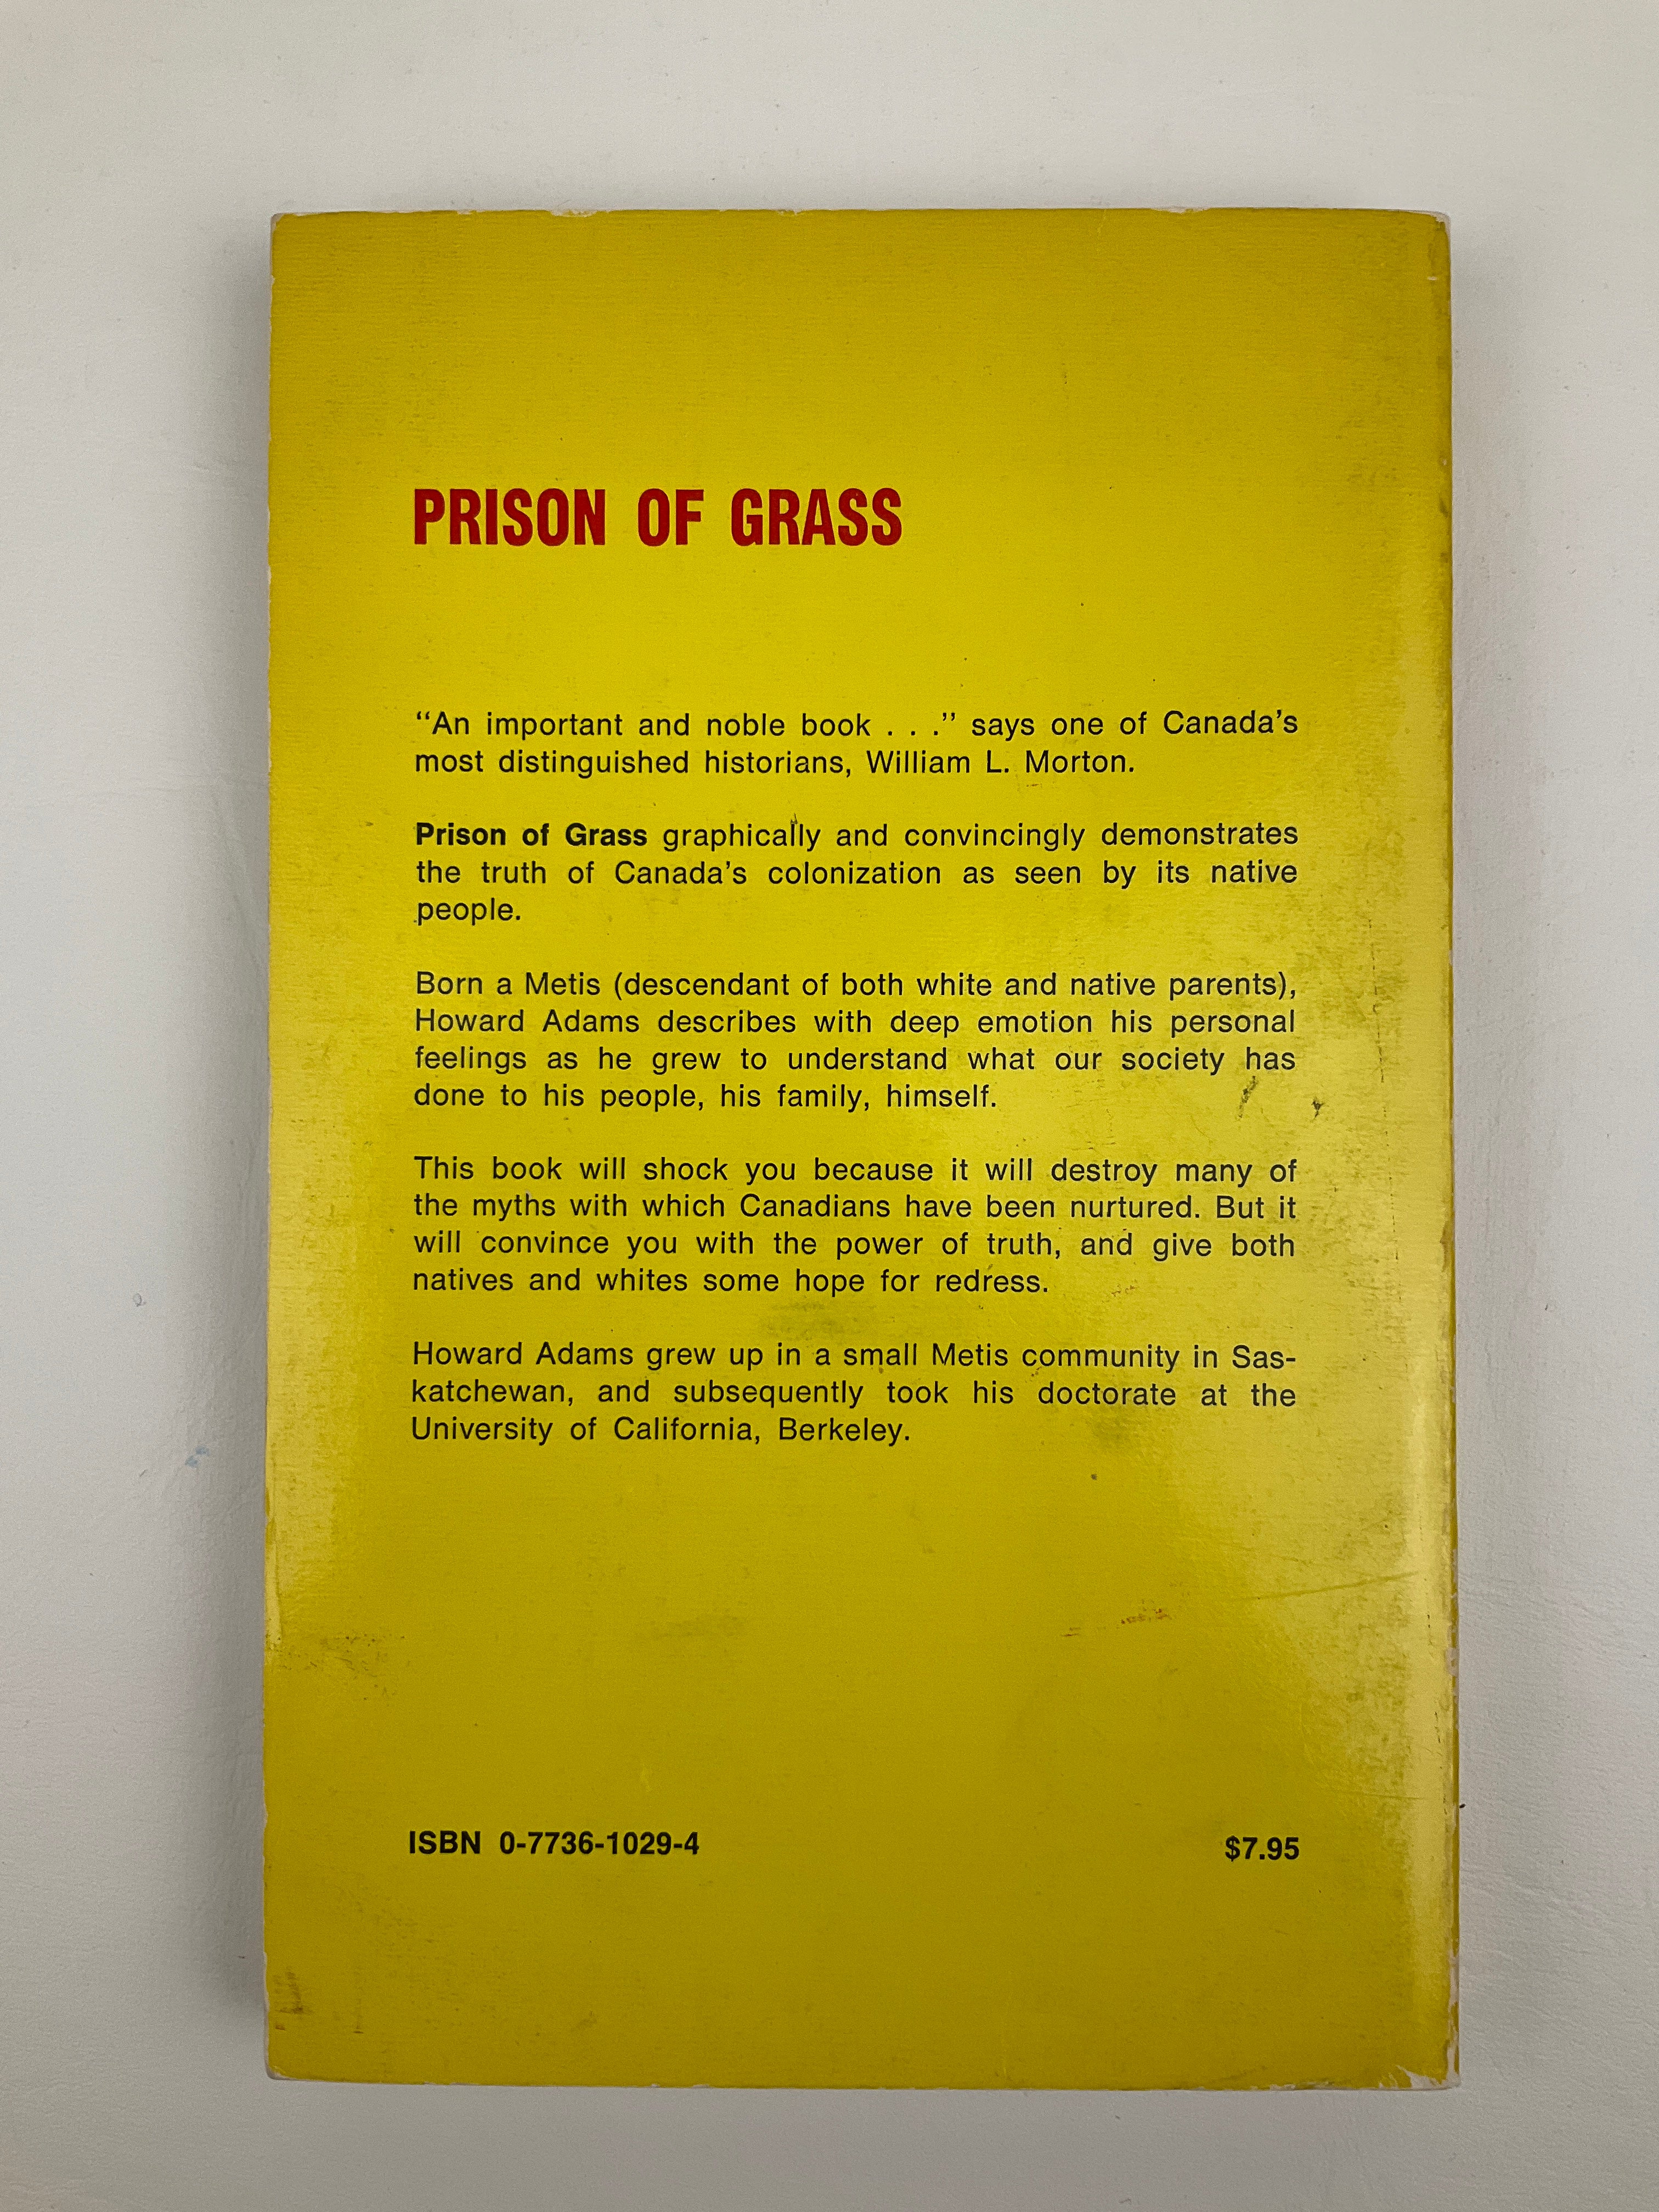 PRISON OF GRASS
“An important and noble book . . .” says one of Canada’s
most distinguished historians, William L. Morton.
Prison of Grass graphically and convincingly demonstrates
the truth of Canada’s colonization as seen by its native
people.
Born a Metis (descendant of both white and native parents),
Howard Adams describes with deep emotion his personal
feelings as he grew to understand what our society has
done to his people, his family, himself.
This book will shock you because it will destroy many of
the myths with which Canadians have been nurtured. But it
will convince you with the power of truth, and give both
natives and whites some hope for redress.
Howard Adams grew up in a small Metis community in Sas-
katchewan, and subsequently took his doctorate at the
University of California, Berkeley.
ISBN 0-7736-1029-4 $7.95